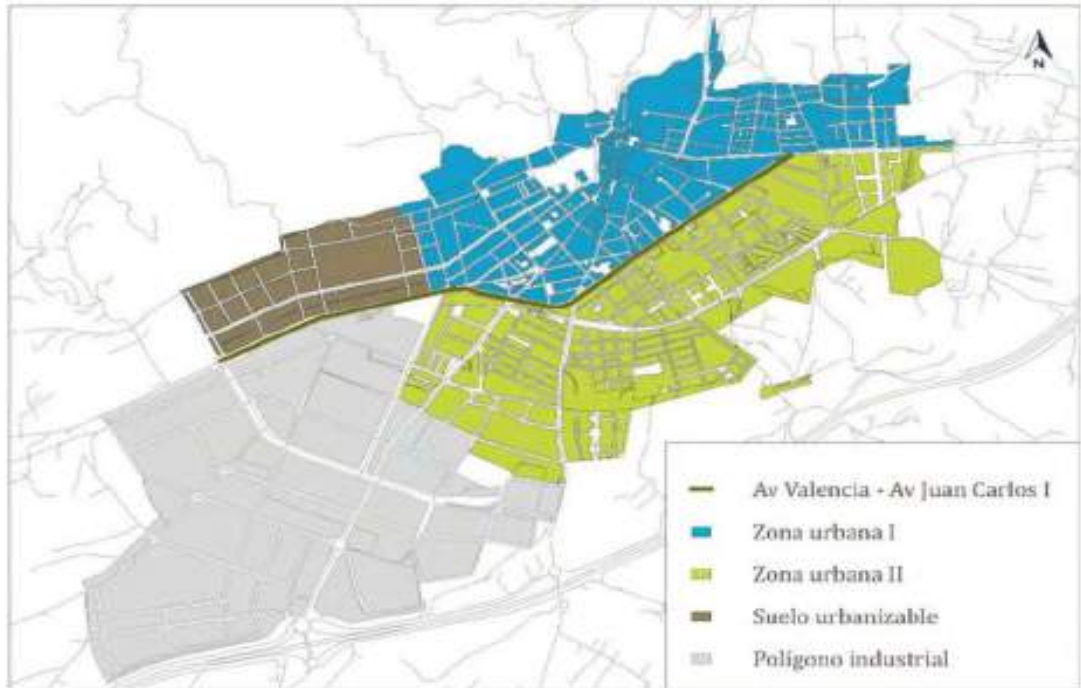 N
Av Valencia - Av Juan Carlos I
Zona urbana I
Zona urbana II
Suelo urbanizable
Polígono industrial